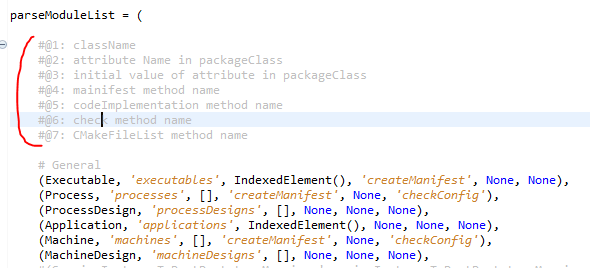 parseModuleList = (
#@1: className
#@2: attribute Name in packageClass
#@3: initial value of attribute in packageClass
#@4: mainifest method name
#@5: codeImplementation method name
#@6: check method name
#@7: CMakeFileList method name
# General
(Executable, 'executables', IndexedElement(), 'createManifest', None, None),
(Process, 'processes', [], 'createManifest', None, 'checkConfig'),
(ProcessDesign, 'processDesigns', [], None, None, None),
(Application, 'applications', IndexedElement(), None, None, None),
(Machine, 'machines', [], 'createManifest', None, 'checkConfig'),
(MachineDesign, 'machineDesigns', [], None, None, None),